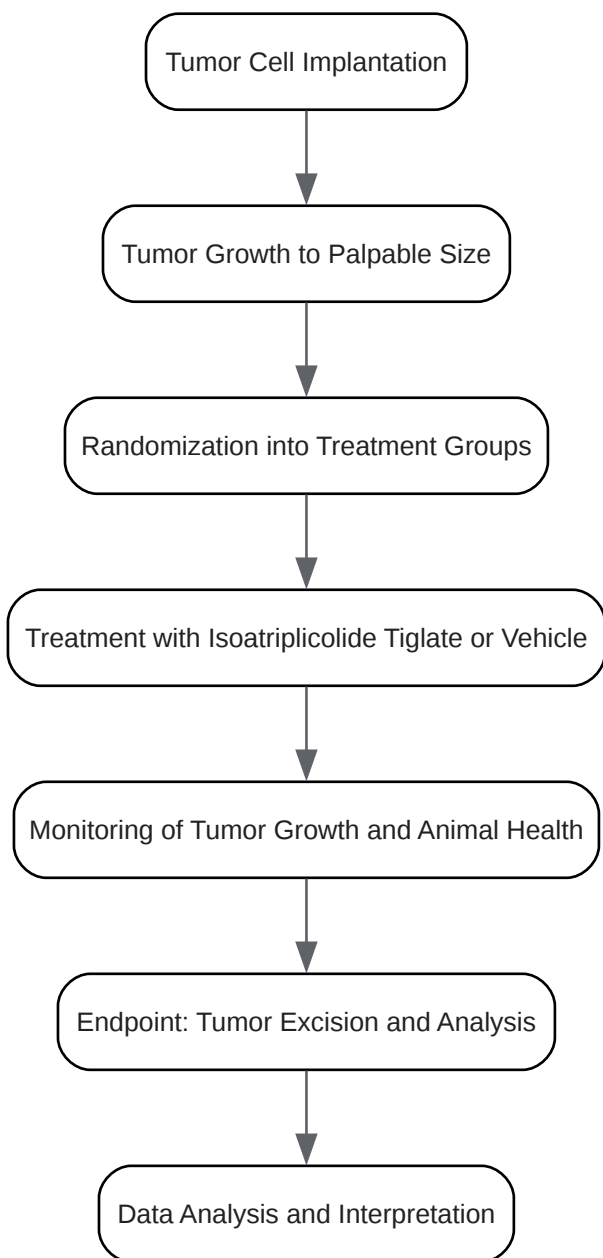 Tumor Cell Implantation
Tumor Growth to Palpable Size
Randomization into Treatment Groups
Treatment with Isoatriplicolide Tiglate or Vehicle
Monitoring of Tumor Growth and Animal Health
Endpoint: Tumor Excision and Analysis
Data Analysis and Interpretation